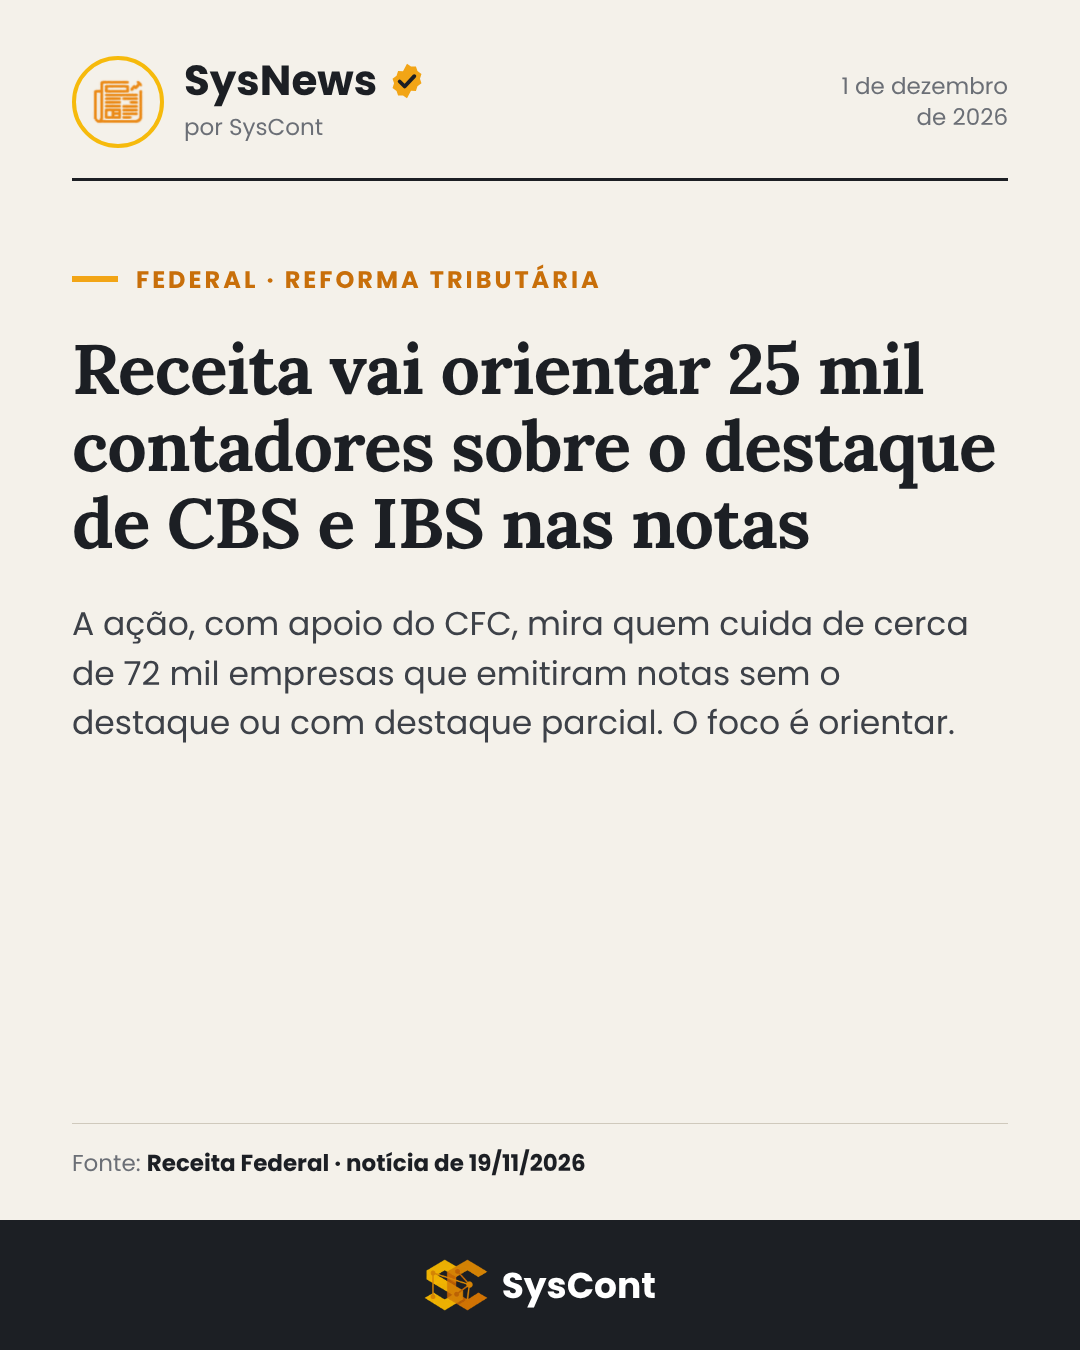 SysNews
por SysCont
1 de dezembro
de 2026
FEDERAL · REFORMA TRIBUTÁRIA
Receita vai orientar 25 mil
contadores sobre o destaque
de CBS e IBS nas notas
A ação, com apoio do CFC, mira quem cuida de cerca
de 72 mil empresas que emitiram notas sem o
destaque ou com destaque parcial. O foco é orientar.
Fonte: Receita Federal · notícia de 19/11/2026
SysCont